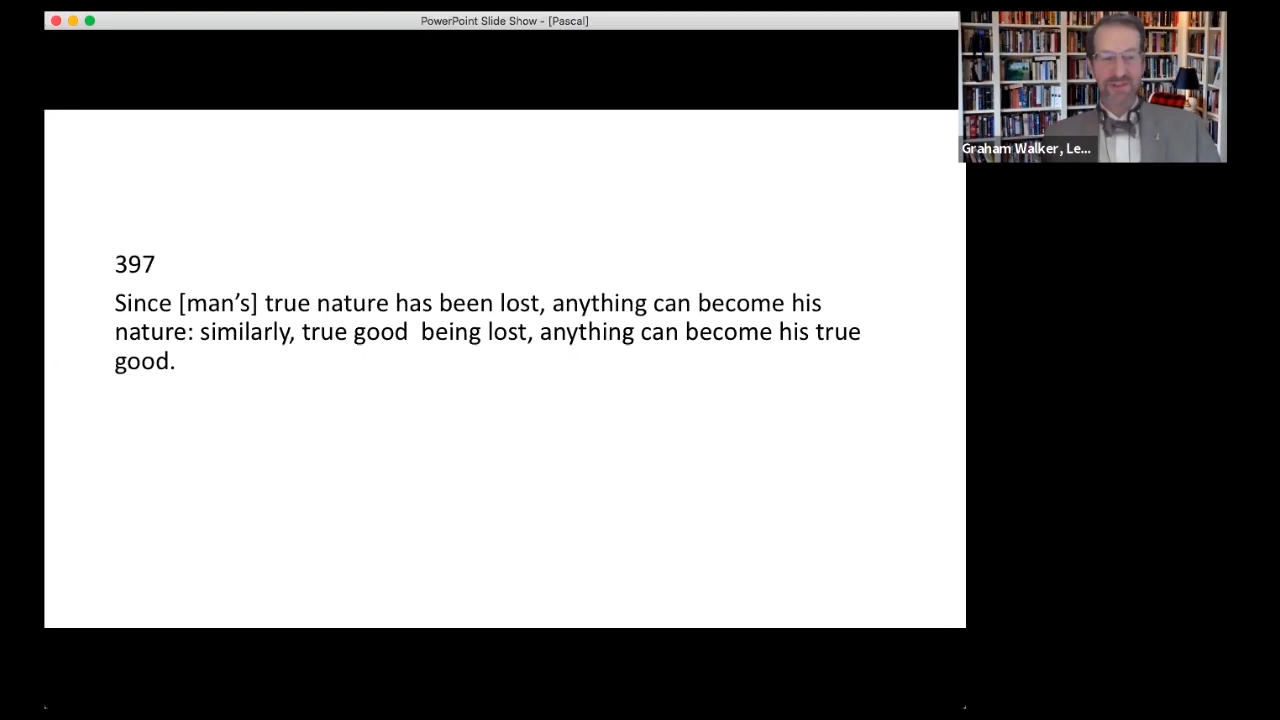 PowerPoint Slide Show - [Pascal]
Graham Walker, Le...
397
Since [man’s] true nature has been lost, anything can become his
nature: similarly, true good  being lost, anything can become his true
good.